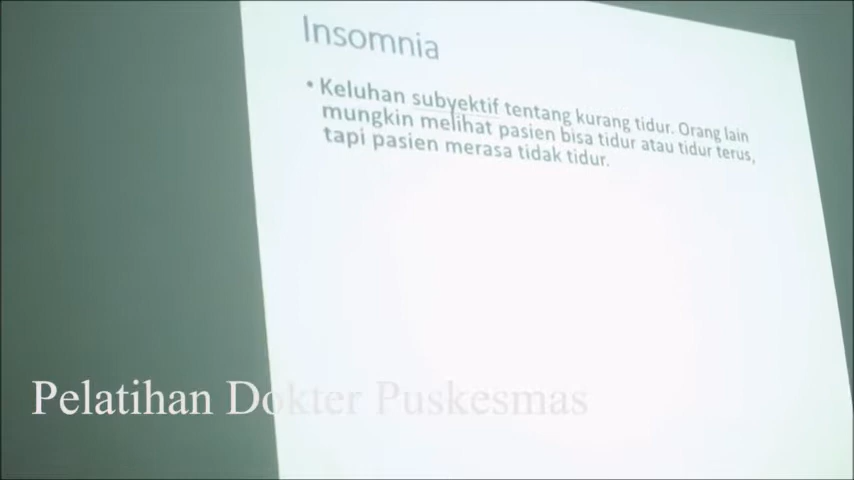 Insomnia
• Keluhan subyektif tentang kurang tidur. Orang lain
mungkin melihat pasien bisa tidur atau tidur terus,
tapi pasien merasa tidak tidur.
Pelatihan Dokter Puskesmas